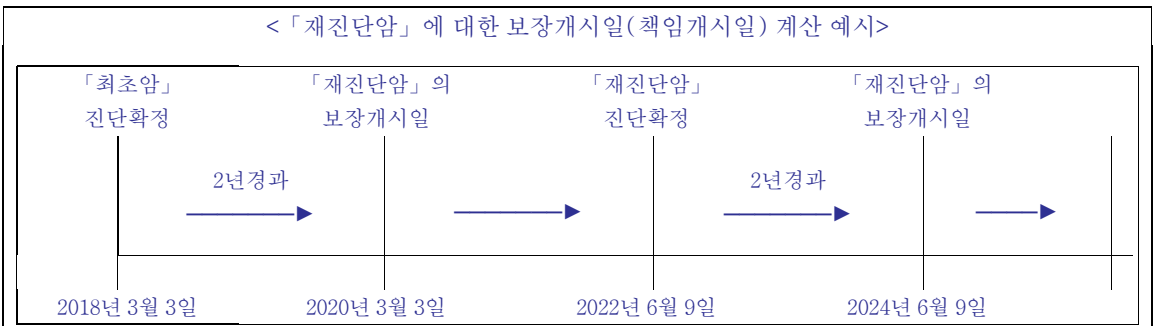 <「재진단암」에 대한 보장개시일(책임개시일) 계산 예시>
「최초암」 「재진단암」의 「재진단암」 「재진단암」의
진단확정 보장개시일 진단확정 보장개시일
2년경과 2년경과
2018년 3월 3일 2020년 3월 3일 2022년 6월 9일 2024년 6월 9일